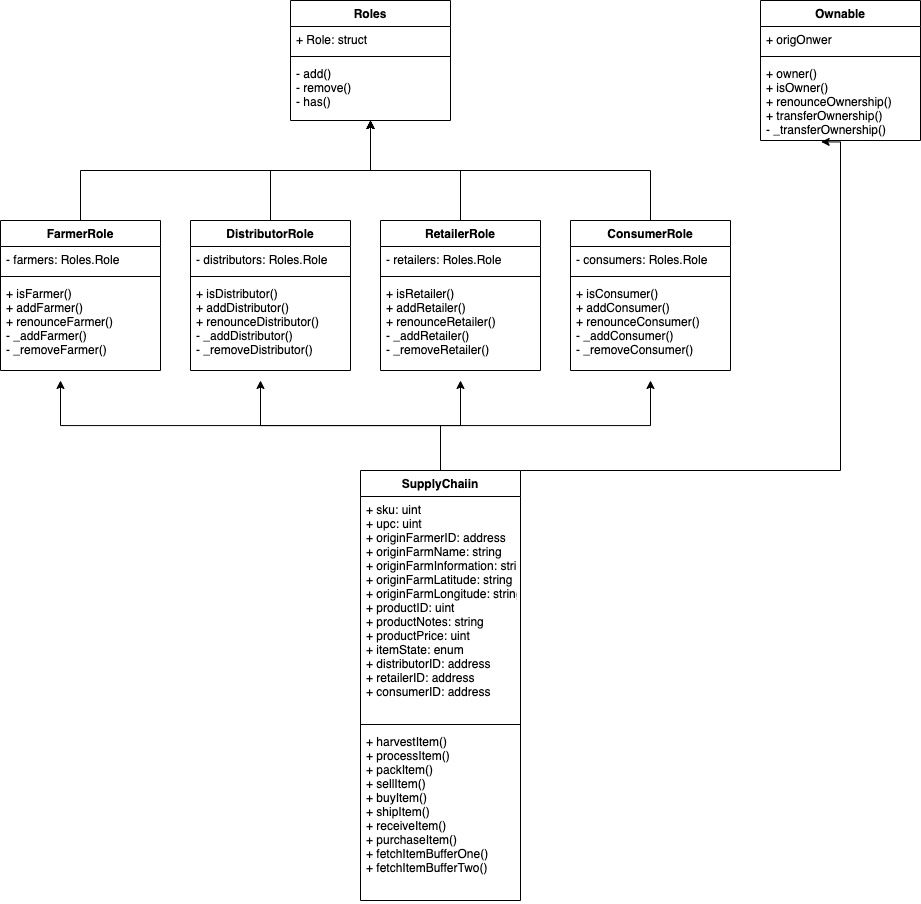 Roles
+ Role: struct
- add()
- remove()
- has()
Ownable
+ origOnwer
+ owner()
+ isOwner()
+ renounceOwnership()
+ transferOwnership()
- _transferOwnership()
FarmerRole
- farmers: Roles.Role
+ isFarmer()
+ addFarmer()
+ renounceFarmer()
- _addFarmer()
- _removeFarmer()
DistributorRole
- distributors: Roles.Role
+ isDistributor()
+ addDistributor()
+ renounceDistributor()
- _addDistributor()
- _removeDistributor()
RetailerRole
- retailers: Roles.Role
+ isRetailer()
+ addRetailer()
+ renounceRetailer()
- _addRetailer()
- _removeRetailer()
ConsumerRole
- consumers: Roles.Role
+ isConsumer()
+ addConsumer()
+ renounceConsumer()
- _addConsumer()
- _removeConsumer()
SupplyChaiin
+ sku: uint
+ upc: uint
+ originFarmerID: address
+ originFarmName: string
+ originFarmInformation: stri
+ originFarmLatitude: string
+ originFarmLongitude: strin
+ productID: uint
+ productNotes: string
+ productPrice: uint
+ itemState: enum
+ distributorID: address
+ retailerID: address
+ consumerID: address
+ harvestItem()
+ processItem()
+ packItem()
+ sellItem()
+ buyItem()
+ shipItem()
+ receiveItem()
+ purchaseItem()
+ fetchItemBufferOne()
+ fetchItemBufferTwo()